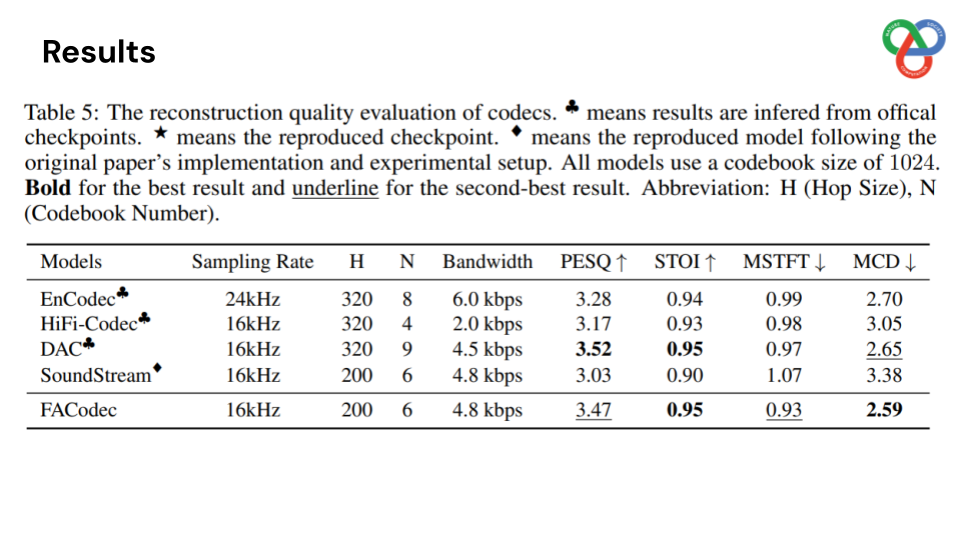 Results
NATURE SOCIETY COMPUTATION
Table 5: The reconstruction quality evaluation of codecs. ♣ means results are infered from offical
checkpoints. ★ means the reproduced checkpoint. ♦ means the reproduced model following the
original paper's implementation and experimental setup. All models use a codebook size of 1024.
Bold for the best result and underline for the second-best result. Abbreviation: H (Hop Size), N
(Codebook Number).
Models Sampling Rate H N Bandwidth PESQ ↑ STOI ↑ MSTFT ↓ MCD ↓
EnCodec♣ 24kHz 320 8 6.0 kbps 3.28 0.94 0.99 2.70
HiFi-Codec♣ 16kHz 320 4 2.0 kbps 3.17 0.93 0.98 3.05
DAC♣ 16kHz 320 9 4.5 kbps 3.52 0.95 0.97 2.65
SoundStream♦ 16kHz 200 6 4.8 kbps 3.03 0.90 1.07 3.38
FACodec 16kHz 200 6 4.8 kbps 3.47 0.95 0.93 2.59